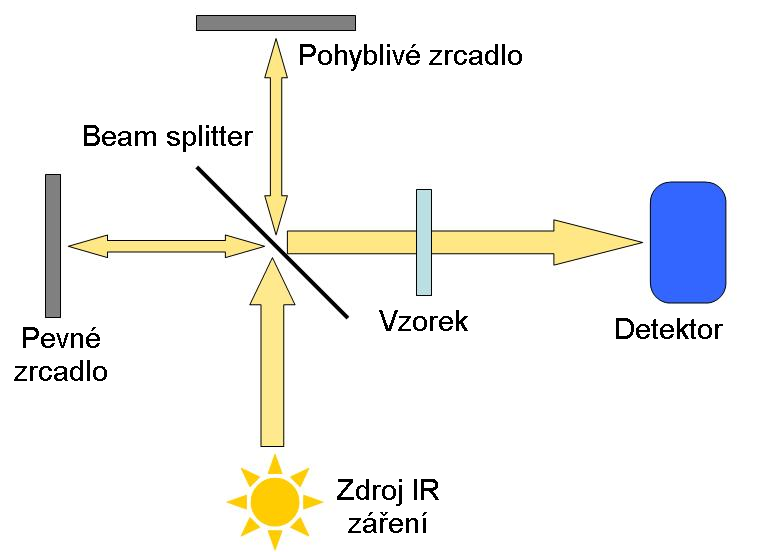 Pohyblivé zrcadlo
Beam splitter
Pevné
zrcadlo
Vzorek
Detektor
Zdroj IR
záření